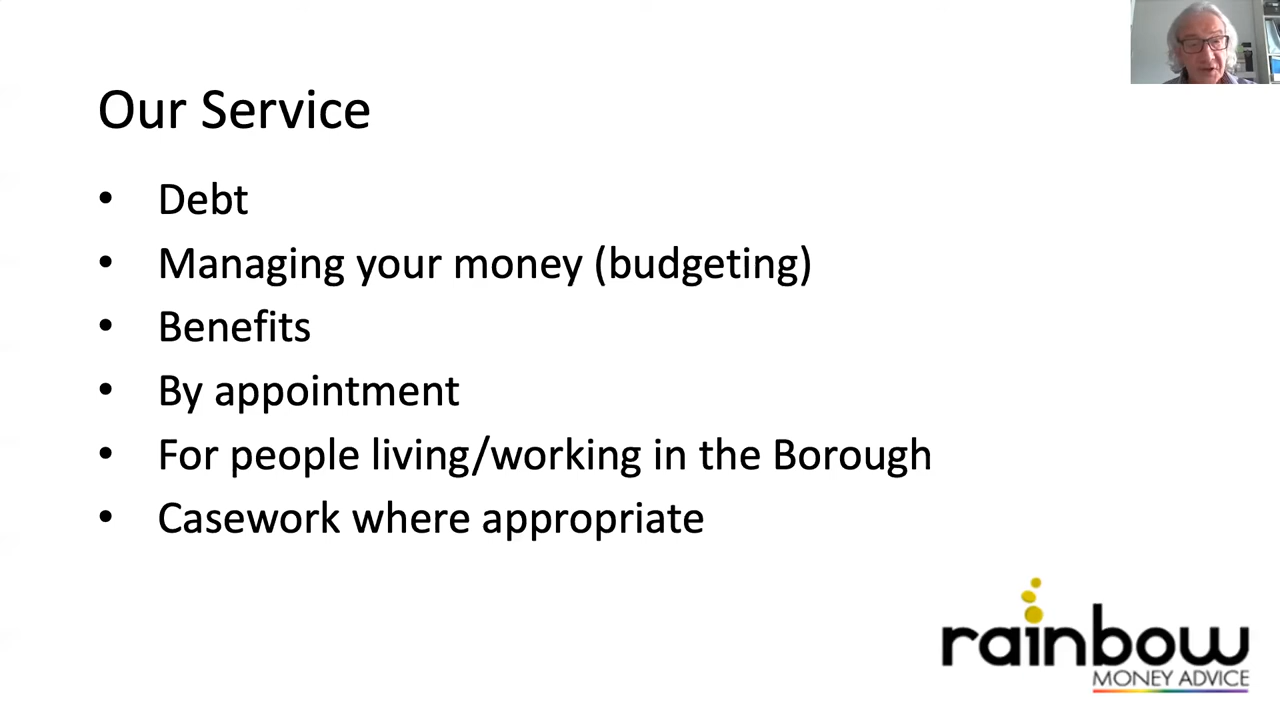 Our Service
• Debt
• Managing your money (budgeting)
• Benefits
• By appointment
• For people living/working in the Borough
• Casework where appropriate
rainbow
MONEY ADVICE